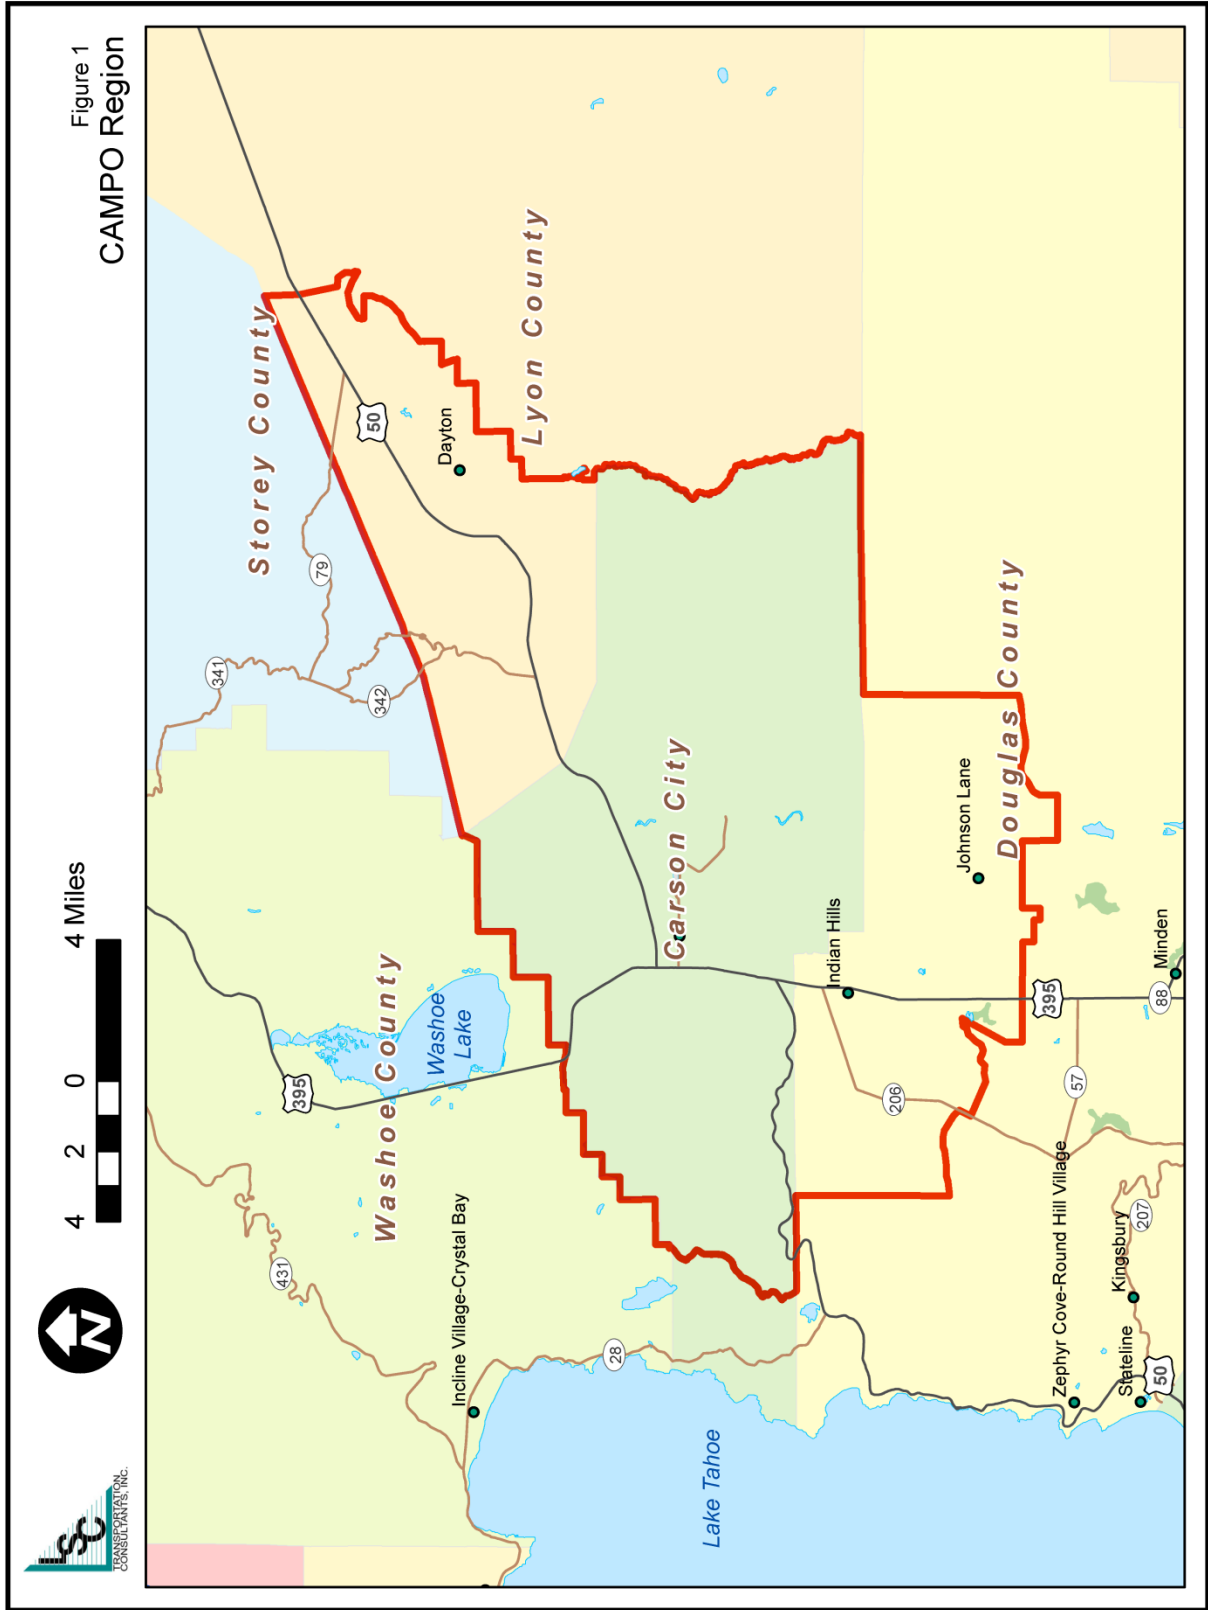 Figure 1
CAMPO Region
LSC
TRANSPORTATION
CONSULTANTS, INC.
N
4 2 0 4 Miles
431
395
341
Storey County
79
342
Washoe County
Washoe
Lake
50
Dayton
Lyon County
Incline Village-Crystal Bay
28
Carson City
Lake Tahoe
Indian Hills
206
Johnson Lane
Douglas County
395
57
Zephyr Cove-Round Hill Village
Kingsbury
207
Stateline
50
88
Minden